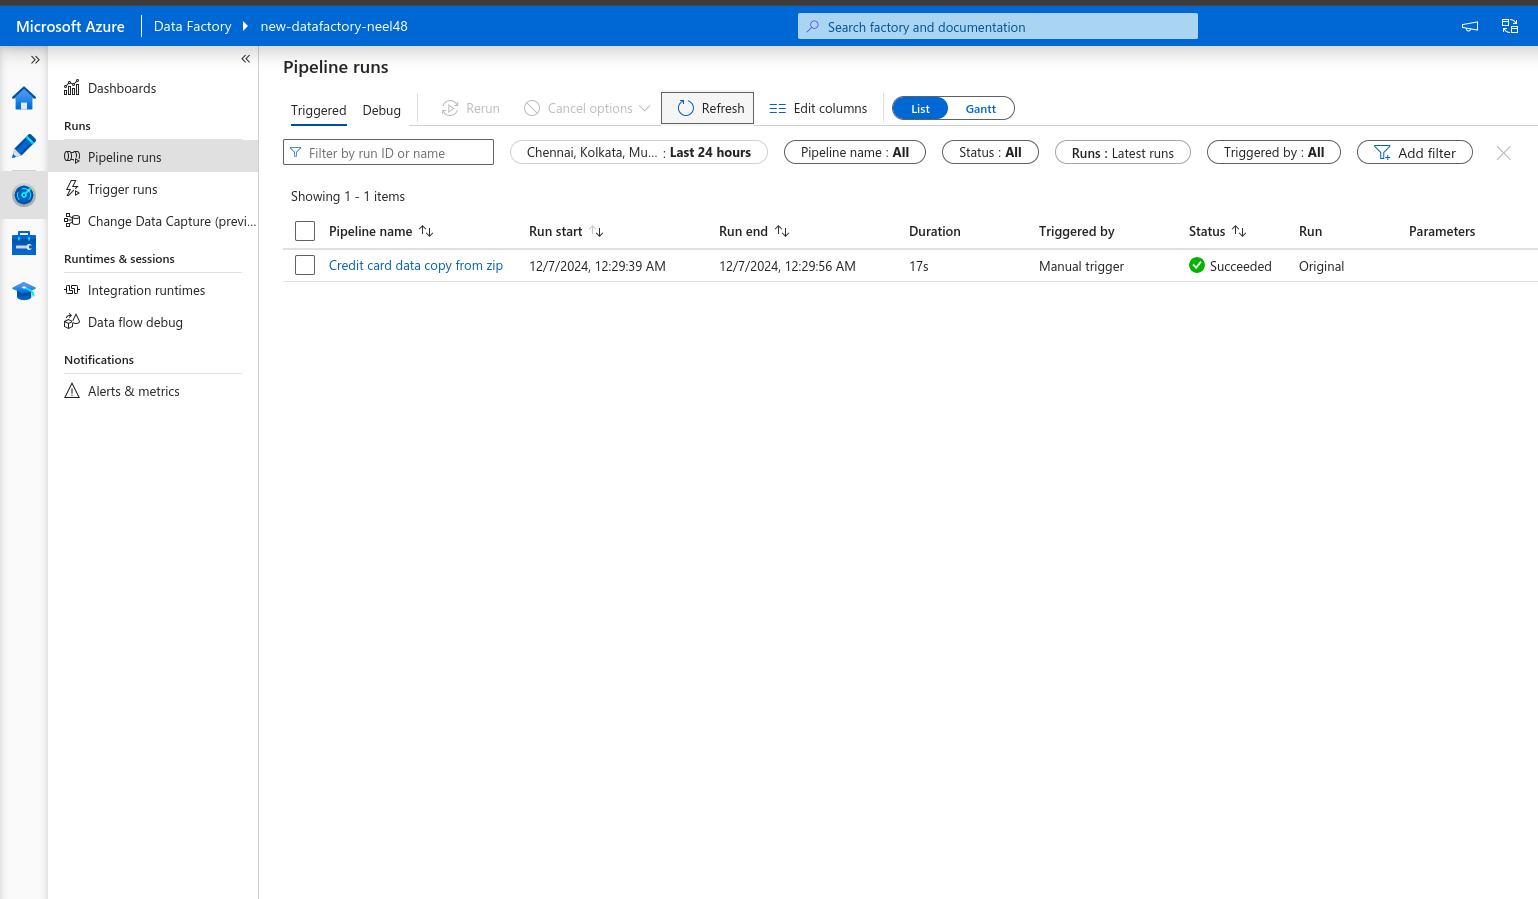 Microsoft Azure Data Factory new-datafactory-neel48 Search factory and documentation
Dashboards
Runs
Pipeline runs
Trigger runs
Change Data Capture (previ...
Runtimes & sessions
Integration runtimes
Data flow debug
Notifications
Alerts & metrics
Pipeline runs
Triggered Debug Rerun Cancel options Refresh Edit columns List Gantt
Filter by run ID or name Chennai, Kolkata, Mu... : Last 24 hours Pipeline name : All Status : All Runs : Latest runs Triggered by : All Add filter
Showing 1 - 1 items
Pipeline name Run start Run end Duration Triggered by Status Run Parameters
Credit card data copy from zip 12/7/2024, 12:29:39 AM 12/7/2024, 12:29:56 AM 17s Manual trigger Succeeded Original